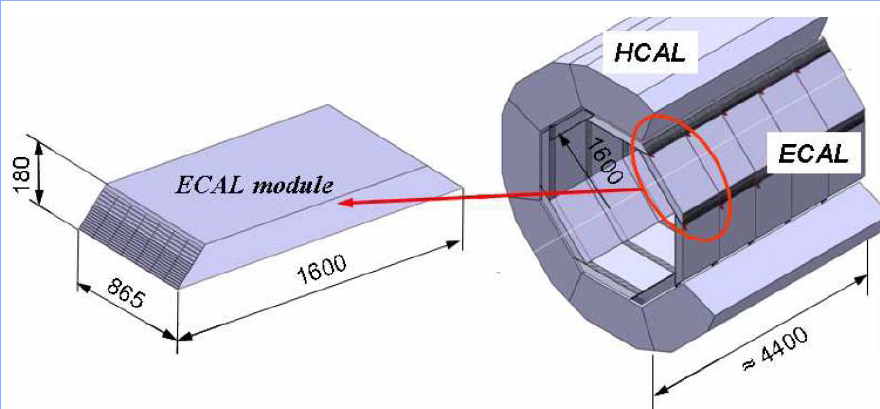 HCAL
ECAL
1600
180
ECAL module
865
1600
≈ 4400